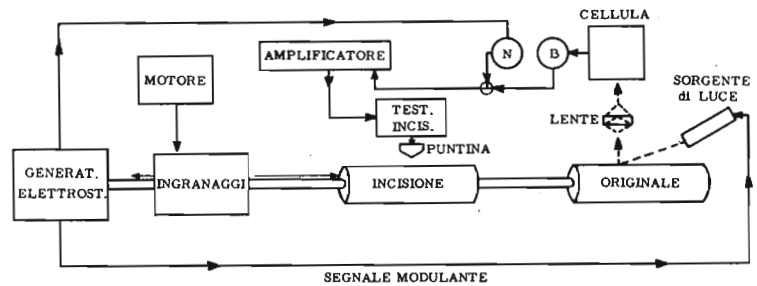 CELLULA
AMPLIFICATORE
N
B
MOTORE
SORGENTE
di LUCE
TEST.
INCIS.
LENTE
PUNTINA
GENERAT.
ELETTROST.
INGRANAGGI
INCISIONE
ORIGINALE
SEGNALE MODULANTE